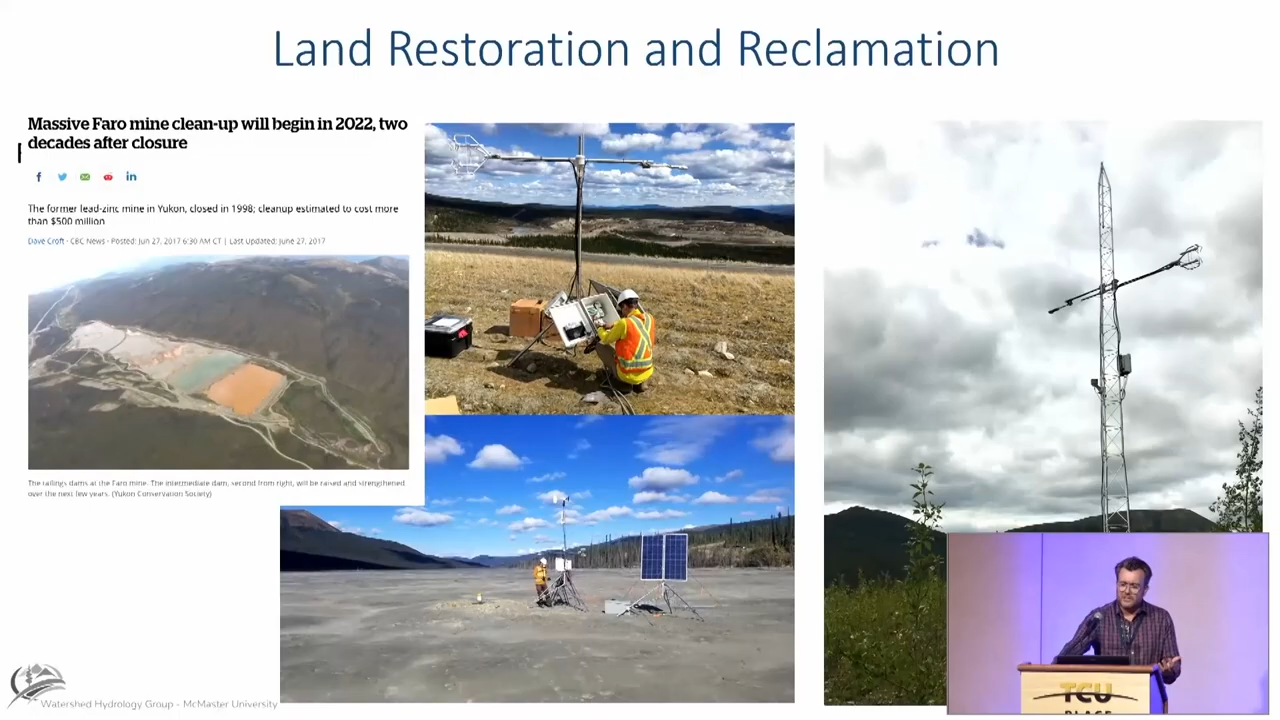 Land Restoration and Reclamation
Massive Faro mine clean-up will begin in 2022, two
decades after closure
The former lead-zinc mine in Yukon, closed in 1998; cleanup estimated to cost more
than $500 million
Dave Croft · CBC News · Posted: Jun 27, 2017 6:30 AM CT | Last Updated: June 27, 2017
The tailings dams at the Faro mine. The intermediate dam, second from right, will be raised and strengthened
over the next few years. (Yukon Conservation Society)
Watershed Hydrology Group - McMaster University
TCU
PLACE